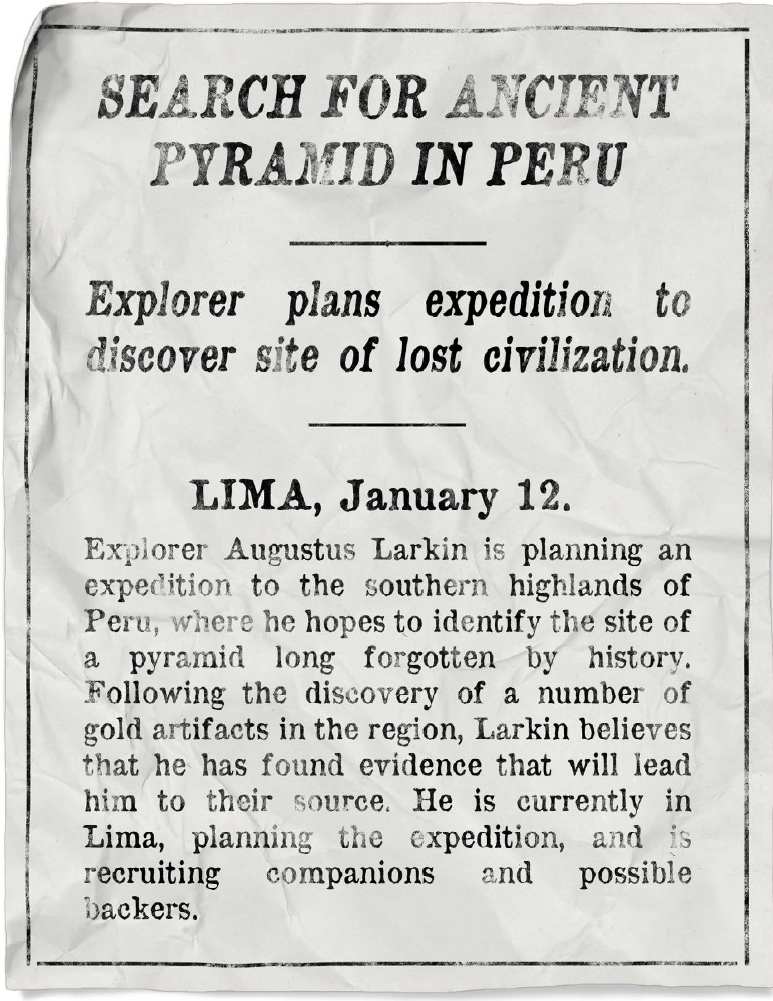 SEARCH FOR ANCIENT
PYRAMID IN PERU
Explorer plans expedition to
discover site of lost civilization.
LIMA, January 12.
Explorer Augustus Larkin is planning an
expedition to the southern highlands of
Peru, where he hopes to identify the site of
a pyramid long forgotten by history.
Following the discovery of a number of
gold artifacts in the region, Larkin believes
that he has found evidence that will lead
him to their source. He is currently in
Lima, planning the expedition, and is
recruiting companions and possible
backers.